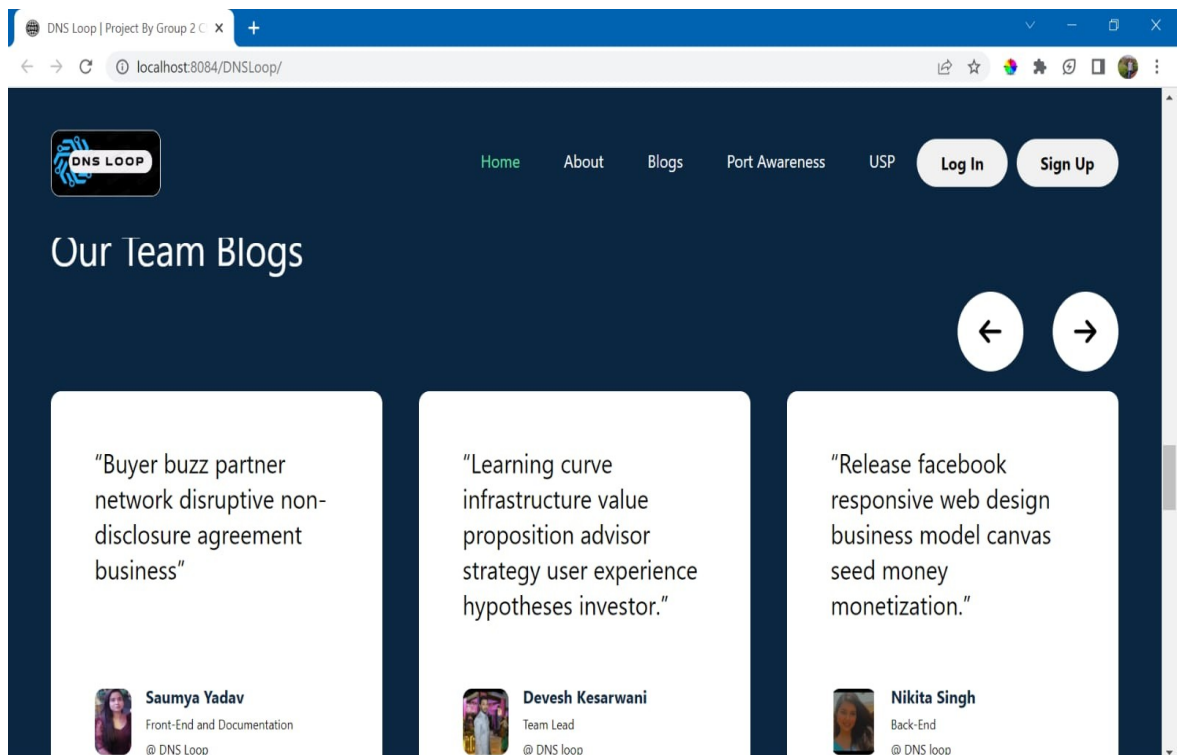 DNS Loop | Project By Group 2 C
localhost:8084/DNSLoop/
DNS LOOP
Home About Blogs Port Awareness USP Log In Sign Up
Our Team Blogs
“Buyer buzz partner
network disruptive non-
disclosure agreement
business”
Saumya Yadav
Front-End and Documentation
@ DNS Loop
“Learning curve
infrastructure value
proposition advisor
strategy user experience
hypotheses investor.”
Devesh Kesarwani
Team Lead
@ DNS loop
“Release facebook
responsive web design
business model canvas
seed money
monetization.”
Nikita Singh
Back-End
@ DNS loop